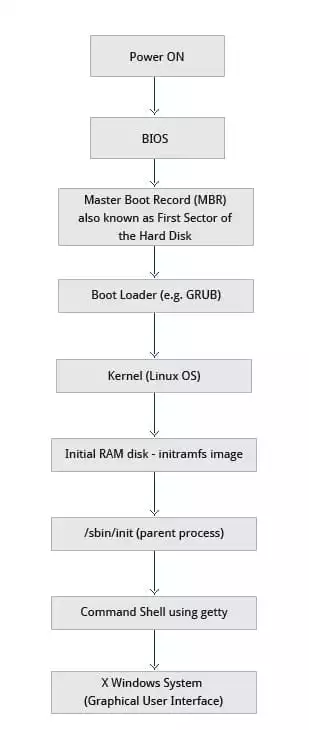 Power ON
BIOS
Master Boot Record (MBR)
also known as First Sector of
the Hard Disk
Boot Loader (e.g. GRUB)
Kernel (Linux OS)
Initial RAM disk - initramfs image
/sbin/init (parent process)
Command Shell using getty
X Windows System
(Graphical User Interface)